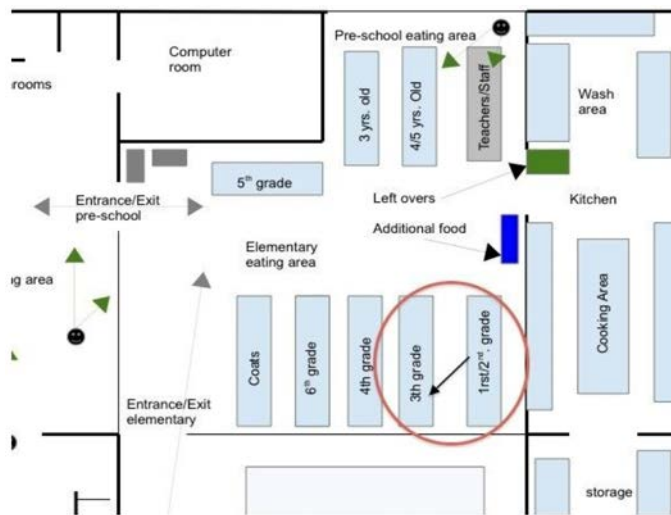 Pre-school eating area
Computer
room
rooms
3 yrs. old
4/5 yrs. Old
Teachers/Staff
Wash
area
5th grade
Left overs
Entrance/Exit
pre-school
Kitchen
Additional food
Elementary
eating area
ng area
Coats
6th grade
4th grade
3th grade
1rst/2nd. grade
Cooking Area
Entrance/Exit
elementary
storage